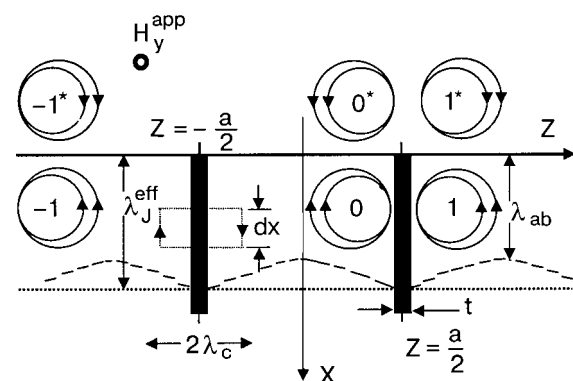 H_y^app
-1* 0* 1*
Z = - a/2
Z
-1 λ_J^eff dx 0 1 λ_ab
t
2λ_c Z = a/2
X